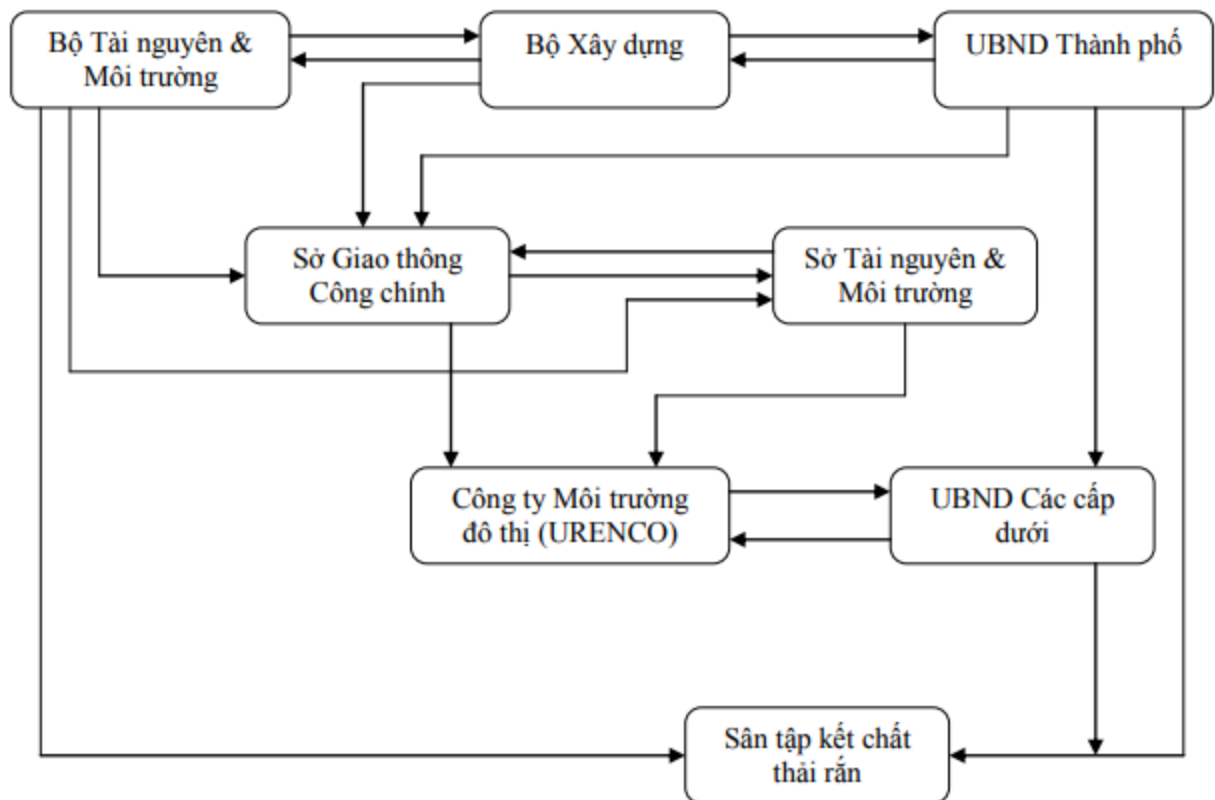 Bộ Tài nguyên &
Môi trường
Bộ Xây dựng
UBND Thành phố
Sở Giao thông
Công chính
Sở Tài nguyên &
Môi trường
Công ty Môi trường
đô thị (URENCO)
UBND Các cấp
dưới
Sân tập kết chất
thải rắn